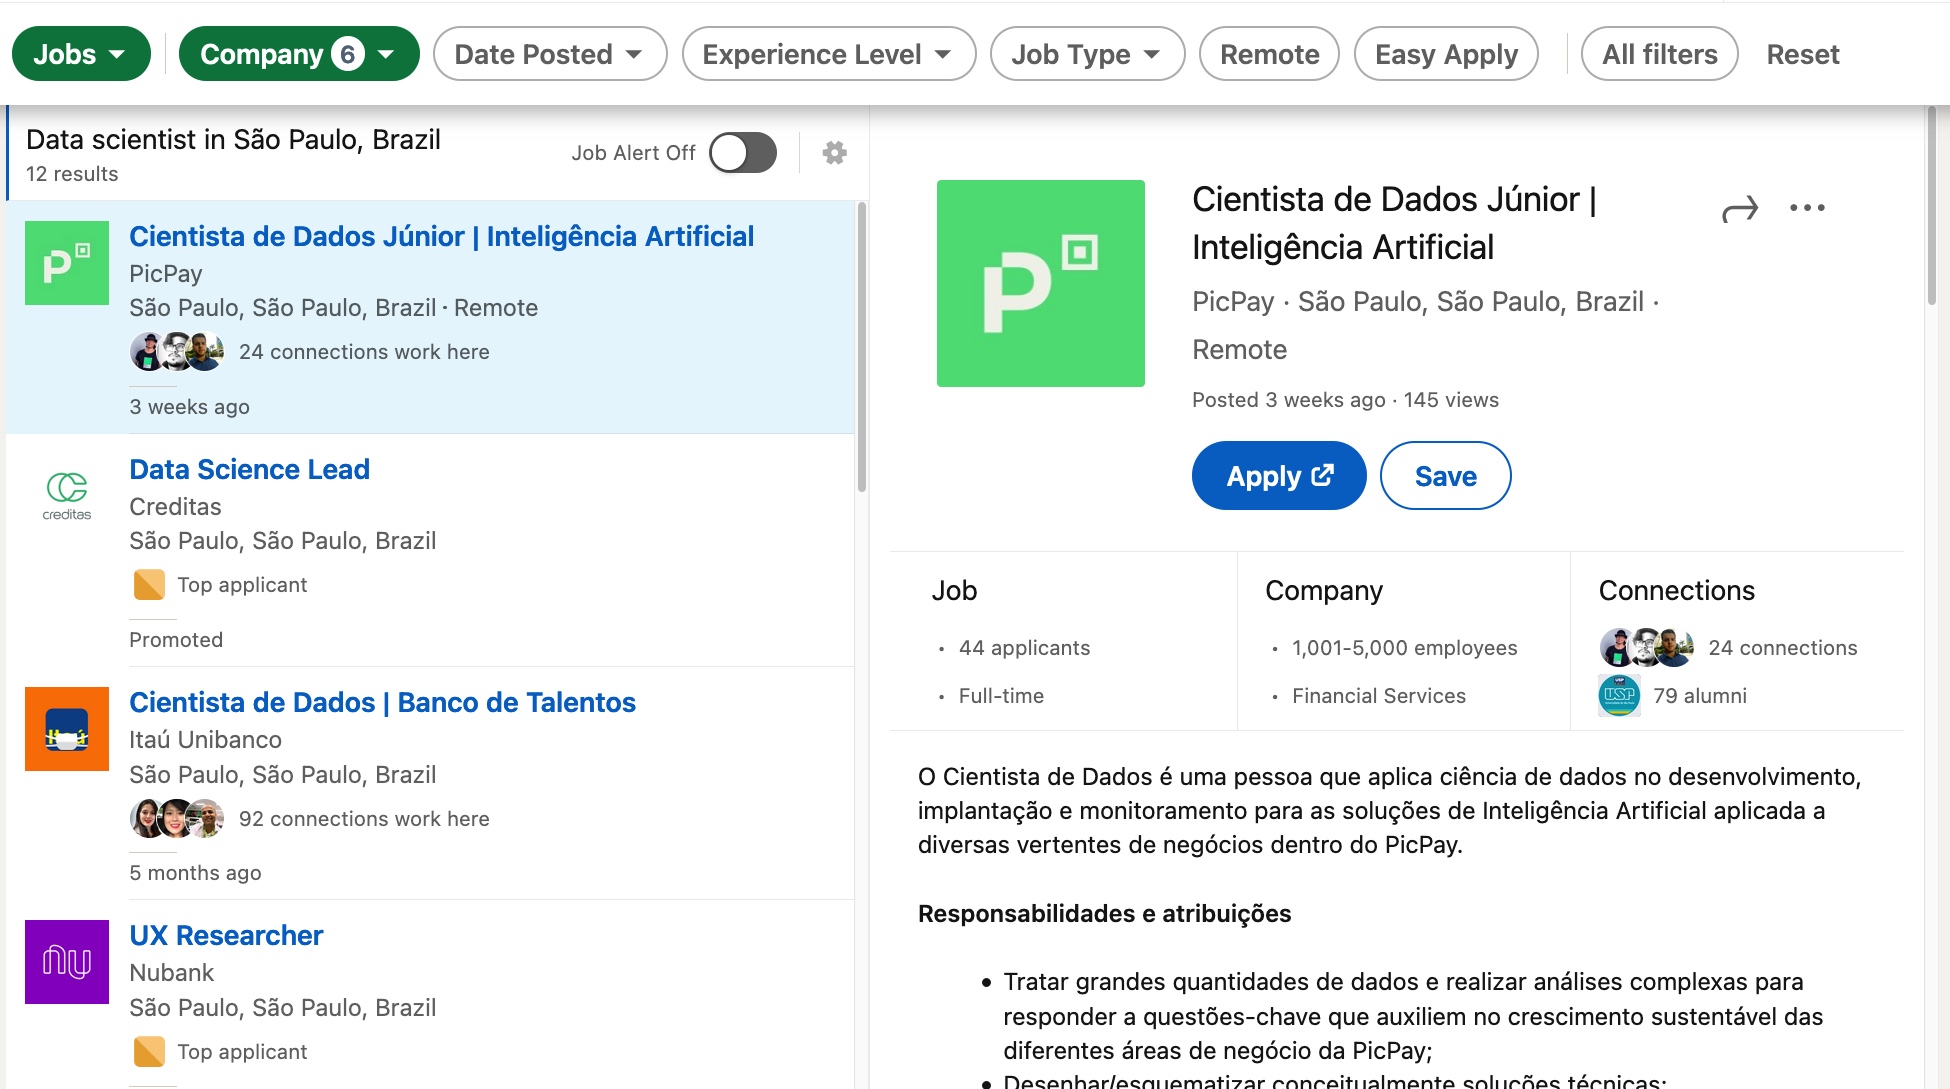 Jobs
Company 6
Date Posted
Experience Level
Job Type
Remote
Easy Apply
All filters
Reset
Data scientist in São Paulo, Brazil
12 results
Job Alert Off
Cientista de Dados Júnior | Inteligência Artificial
PicPay
São Paulo, São Paulo, Brazil · Remote
24 connections work here
3 weeks ago
creditas
Data Science Lead
Creditas
São Paulo, São Paulo, Brazil
Top applicant
Promoted
Cientista de Dados | Banco de Talentos
Itaú Unibanco
São Paulo, São Paulo, Brazil
92 connections work here
5 months ago
nu
UX Researcher
Nubank
São Paulo, São Paulo, Brazil
Top applicant
P
Cientista de Dados Júnior |
Inteligência Artificial
PicPay · São Paulo, São Paulo, Brazil ·
Remote
Posted 3 weeks ago · 145 views
Apply
Save
Job
• 44 applicants
• Full-time
Company
• 1,001-5,000 employees
• Financial Services
Connections
24 connections
USP
79 alumni
O Cientista de Dados é uma pessoa que aplica ciência de dados no desenvolvimento,
implantação e monitoramento para as soluções de Inteligência Artificial aplicada a
diversas vertentes de negócios dentro do PicPay.
Responsabilidades e atribuições
• Tratar grandes quantidades de dados e realizar análises complexas para
responder a questões-chave que auxiliem no crescimento sustentável das
diferentes áreas de negócio da PicPay;
• Desenhar/esquematizar conceitualmente soluções técnicas;